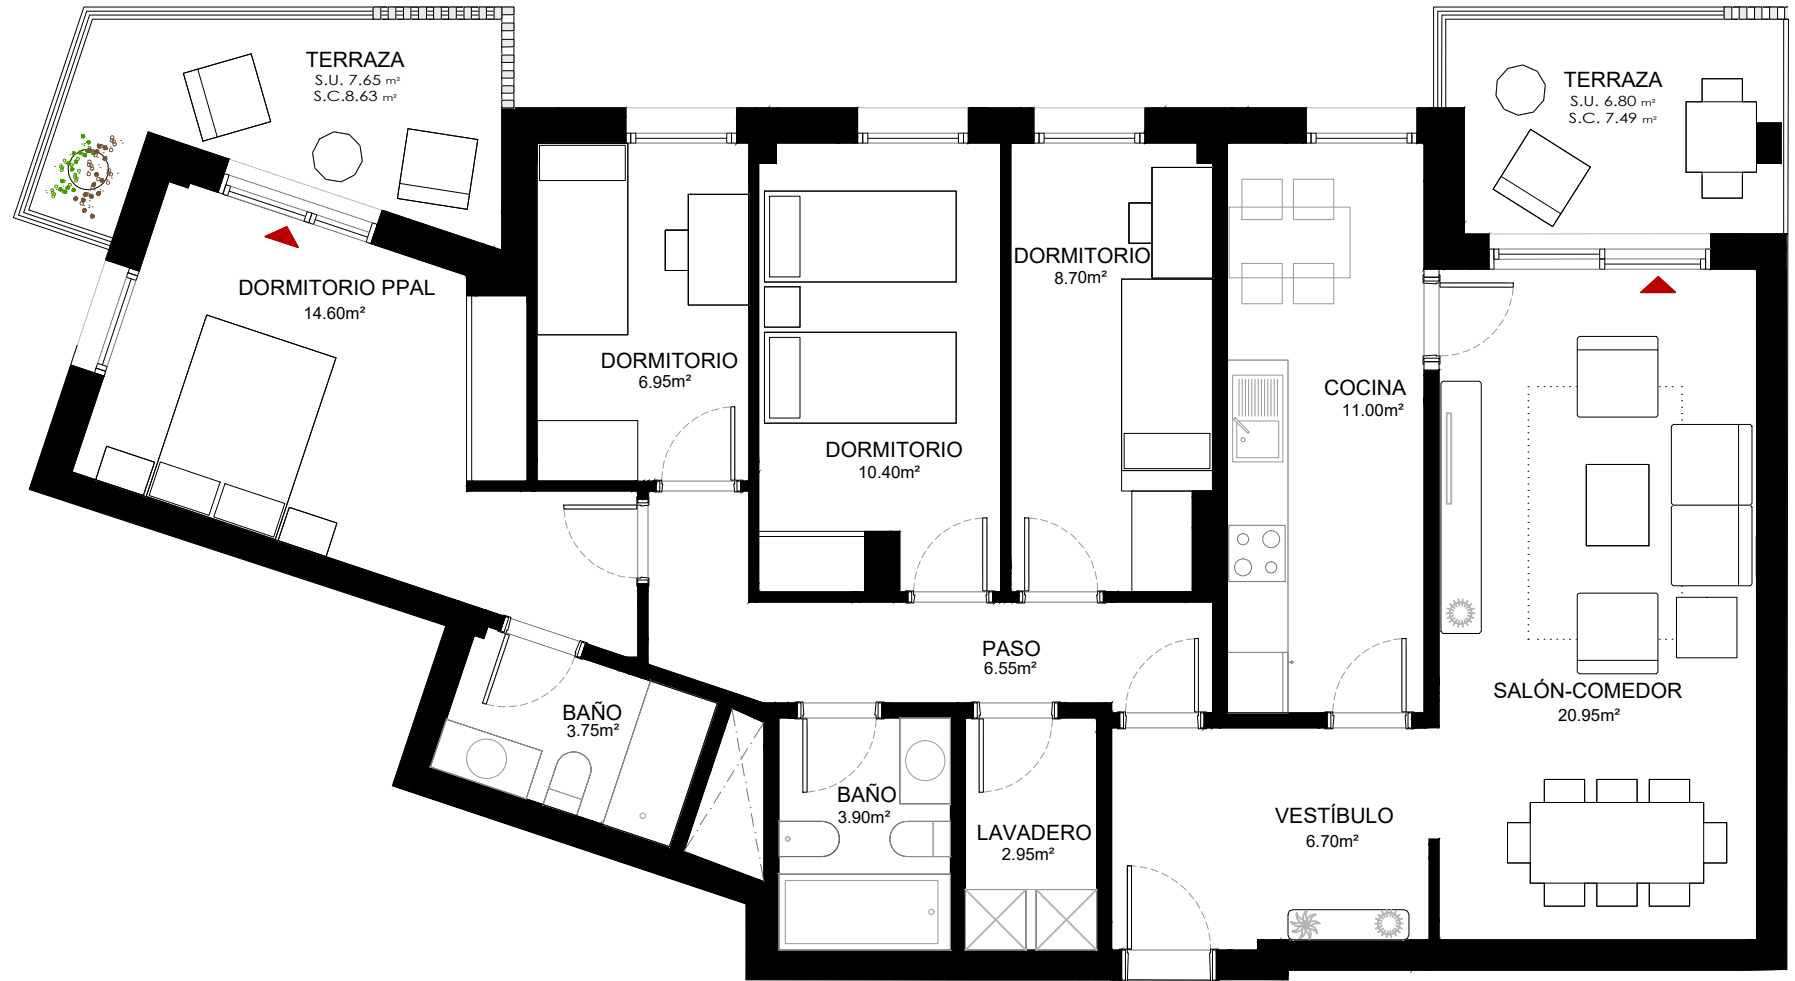 TERRAZA
S.U. 7.65 m²
S.C.8.63 m²
TERRAZA
S.U. 6.80 m²
S.C. 7.49 m²
DORMITORIO PPAL
14.60m²
DORMITORIO
6.95m²
DORMITORIO
10.40m²
DORMITORIO
8.70m²
COCINA
11.00m²
PASO
6.55m²
SALÓN-COMEDOR
20.95m²
BAÑO
3.75m²
BAÑO
3.90m²
LAVADERO
2.95m²
VESTÍBULO
6.70m²